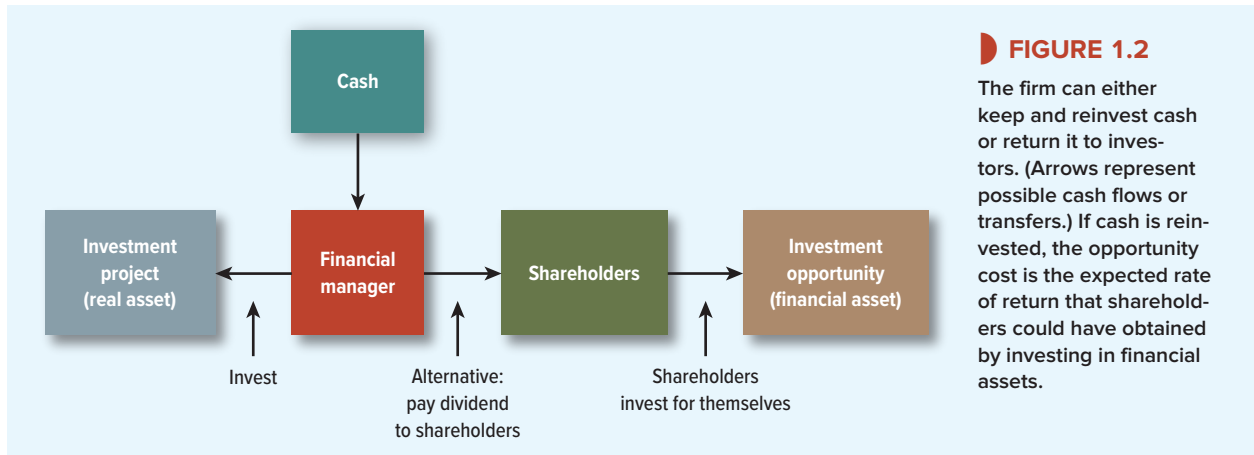 Cash
Investment
project
(real asset)
Financial
manager
Shareholders
Investment
opportunity
(financial asset)
Invest
Alternative:
pay dividend
to shareholders
Shareholders
invest for themselves
FIGURE 1.2
The firm can either
keep and reinvest cash
or return it to inves-
tors. (Arrows represent
possible cash flows or
transfers.) If cash is rein-
vested, the opportunity
cost is the expected rate
of return that sharehold-
ers could have obtained
by investing in financial
assets.